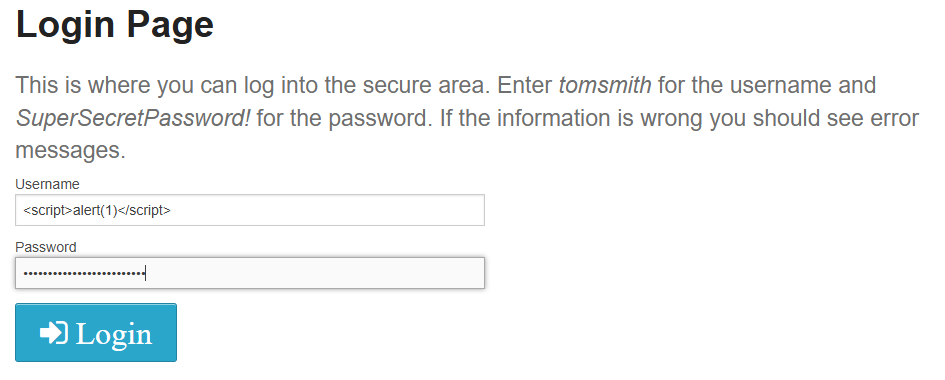 Login Page
This is where you can log into the secure area. Enter tomsmith for the username and
SuperSecretPassword! for the password. If the information is wrong you should see error
messages.
Username
<script>alert(1)</script>
Password
•••••••••••••••••••••••••
Login